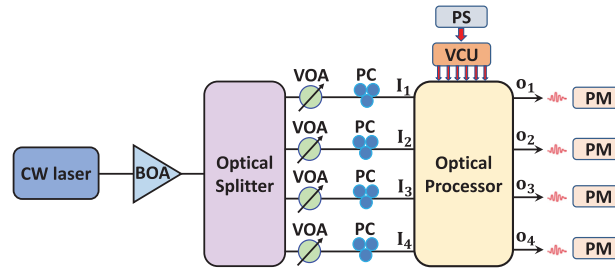 PS
VCU
VOA PC I1 O1 PM
VOA PC I2 O2 PM
CW laser BOA Optical Splitter Optical Processor
VOA PC I3 O3 PM
VOA PC I4 O4 PM